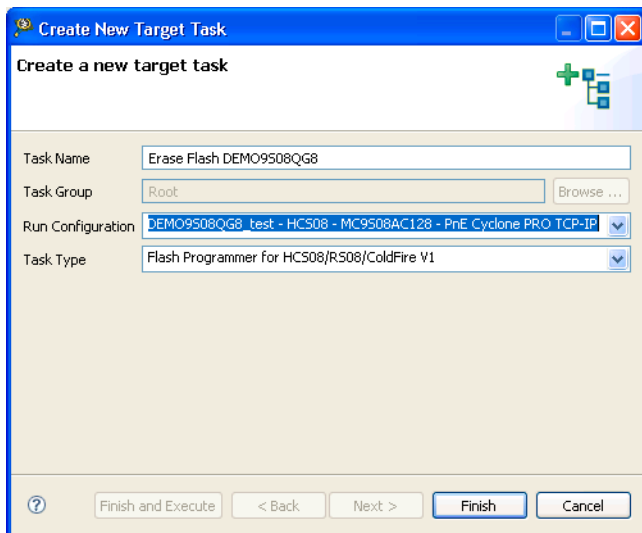 Create New Target Task
Create a new target task
Task Name Erase Flash DEMO9S08QG8
Task Group Root Browse ...
Run Configuration DEMO9S08QG8_test - HCS08 - MC9S08AC128 - PnE Cyclone PRO TCP-IP
Task Type Flash Programmer for HCS08/RS08/ColdFire V1
? Finish and Execute < Back Next > Finish Cancel